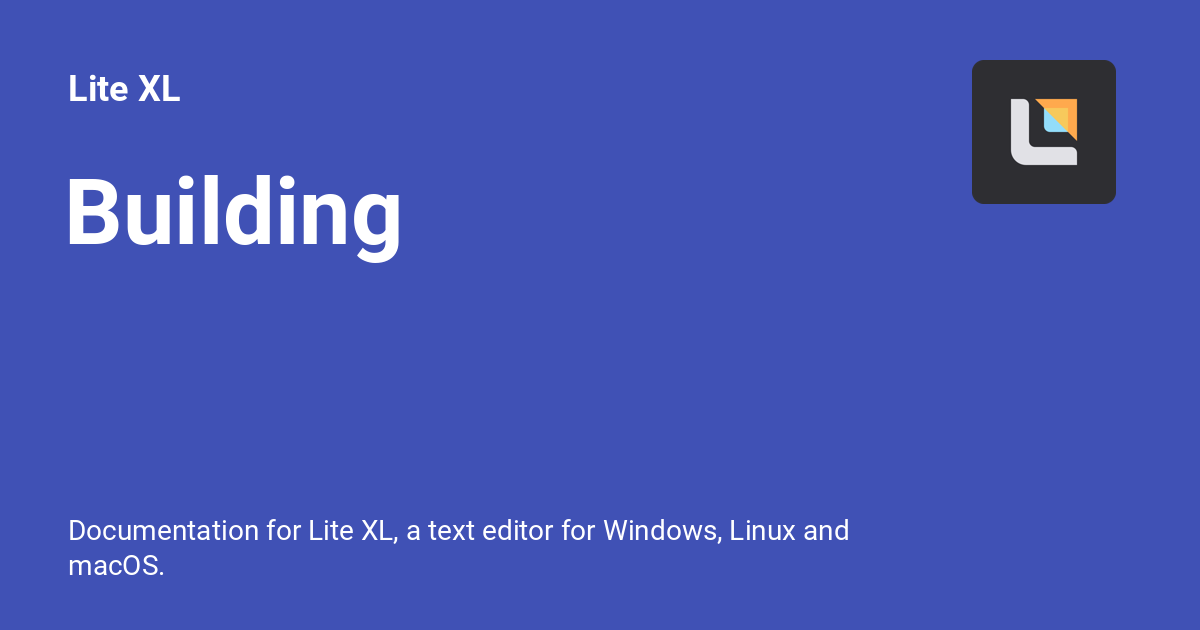 Lite XL
Building
Documentation for Lite XL, a text editor for Windows, Linux and
macOS.